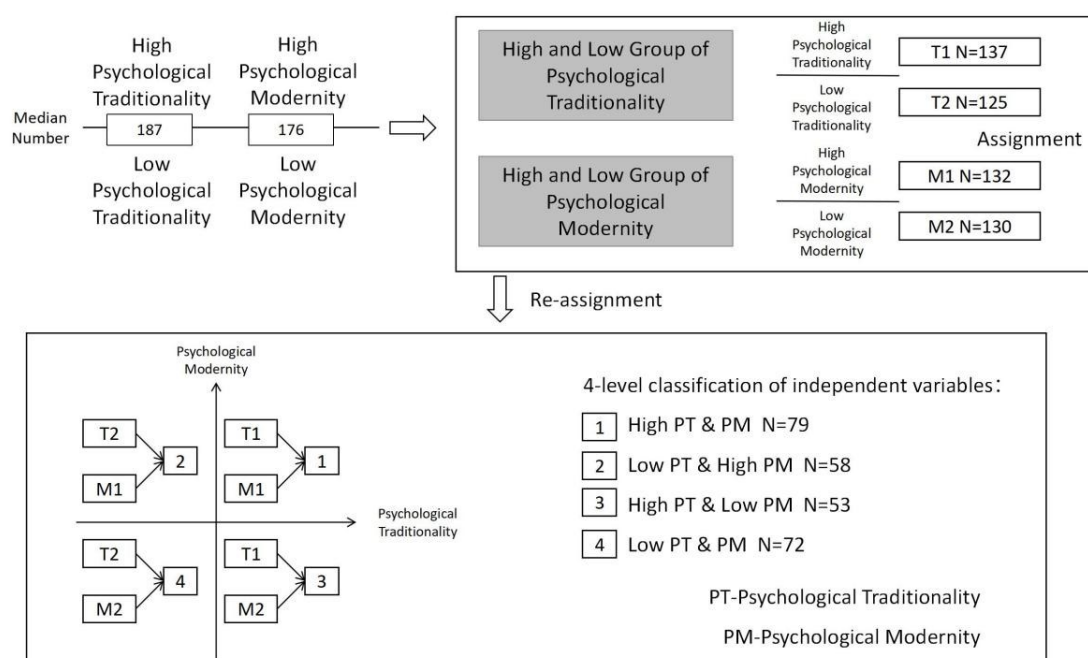 High
Psychological
Traditionality
High
Psychological
Modernity
Median
Number
187
176
Low
Psychological
Traditionality
Low
Psychological
Modernity
High and Low Group of
Psychological
Traditionality
High
Psychological
Traditionality
Low
Psychological
Traditionality
T1 N=137
T2 N=125
Assignment
High and Low Group of
Psychological
Modernity
High
Psychological
Modernity
Low
Psychological
Modernity
M1 N=132
M2 N=130
Re-assignment
Psychological
Modernity
T2
M1
2
T1
M1
1
Psychological
Traditionality
T2
M2
4
T1
M2
3
4-level classification of independent variables：
1 High PT & PM N=79
2 Low PT & High PM N=58
3 High PT & Low PM N=53
4 Low PT & PM N=72
PT-Psychological Traditionality
PM-Psychological Modernity